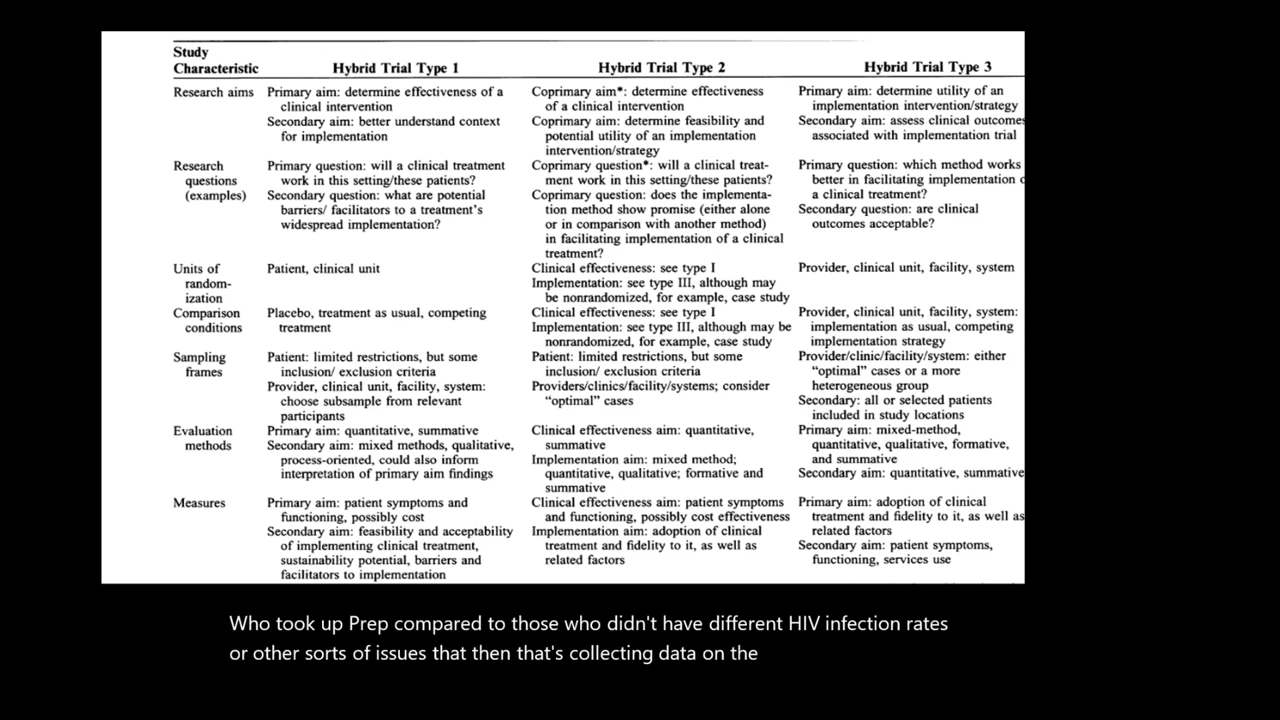 Study
Characteristic
Hybrid Trial Type 1
Hybrid Trial Type 2
Hybrid Trial Type 3
Research aims
Primary aim: determine effectiveness of a
clinical intervention
Secondary aim: better understand context
for implementation
Coprimary aim*: determine effectiveness
of a clinical intervention
Coprimary aim: determine feasibility and
potential utility of an implementation
intervention/strategy
Primary aim: determine utility of an
implementation intervention/strategy
Secondary aim: assess clinical outcomes
associated with implementation trial
Research
questions
(examples)
Primary question: will a clinical treatment
work in this setting/these patients?
Secondary question: what are potential
barriers/ facilitators to a treatment's
widespread implementation?
Coprimary question*: will a clinical treat-
ment work in this setting/these patients?
Coprimary question: does the implementa-
tion method show promise (either alone
or in comparison with another method)
in facilitating implementation of a clinical
treatment?
Primary question: which method works
better in facilitating implementation
a clinical treatment?
Secondary question: are clinical
outcomes acceptable?
Units of
random-
ization
Patient, clinical unit
Clinical effectiveness: see type I
Implementation: see type III, although may
be nonrandomized, for example, case study
Provider, clinical unit, facility, system
Comparison
conditions
Placebo, treatment as usual, competing
treatment
Clinical effectiveness: see type I
Implementation: see type III, although may be
nonrandomized, for example, case study
Provider, clinical unit, facility, system:
implementation as usual, competing
implementation strategy
Sampling
frames
Patient: limited restrictions, but some
inclusion/ exclusion criteria
Provider, clinical unit, facility, system:
choose subsample from relevant
participants
Patient: limited restrictions, but some
inclusion/ exclusion criteria
Providers/clinics/facility/systems; consider
“optimal” cases
Provider/clinic/facility/system: either
“optimal” cases or a more
heterogeneous group
Secondary: all or selected patients
included in study locations
Evaluation
methods
Primary aim: quantitative, summative
Secondary aim: mixed methods, qualitative,
process-oriented, could also inform
interpretation of primary aim findings
Clinical effectiveness aim: quantitative,
summative
Implementation aim: mixed method;
quantitative, qualitative; formative and
summative
Primary aim: mixed-method,
quantitative, qualitative, formative,
and summative
Secondary aim: quantitative, summative
Measures
Primary aim: patient symptoms and
functioning, possibly cost
Secondary aim: feasibility and acceptability
of implementing clinical treatment,
sustainability potential, barriers and
facilitators to implementation
Clinical effectiveness aim: patient symptoms
and functioning, possibly cost effectiveness
Implementation aim: adoption of clinical
treatment and fidelity to it, as well as
related factors
Primary aim: adoption of clinical
treatment and fidelity to it, as well as
related factors
Secondary aim: patient symptoms,
functioning, services use
Who took up Prep compared to those who didn't have different HIV infection rates
or other sorts of issues that then that's collecting data on the